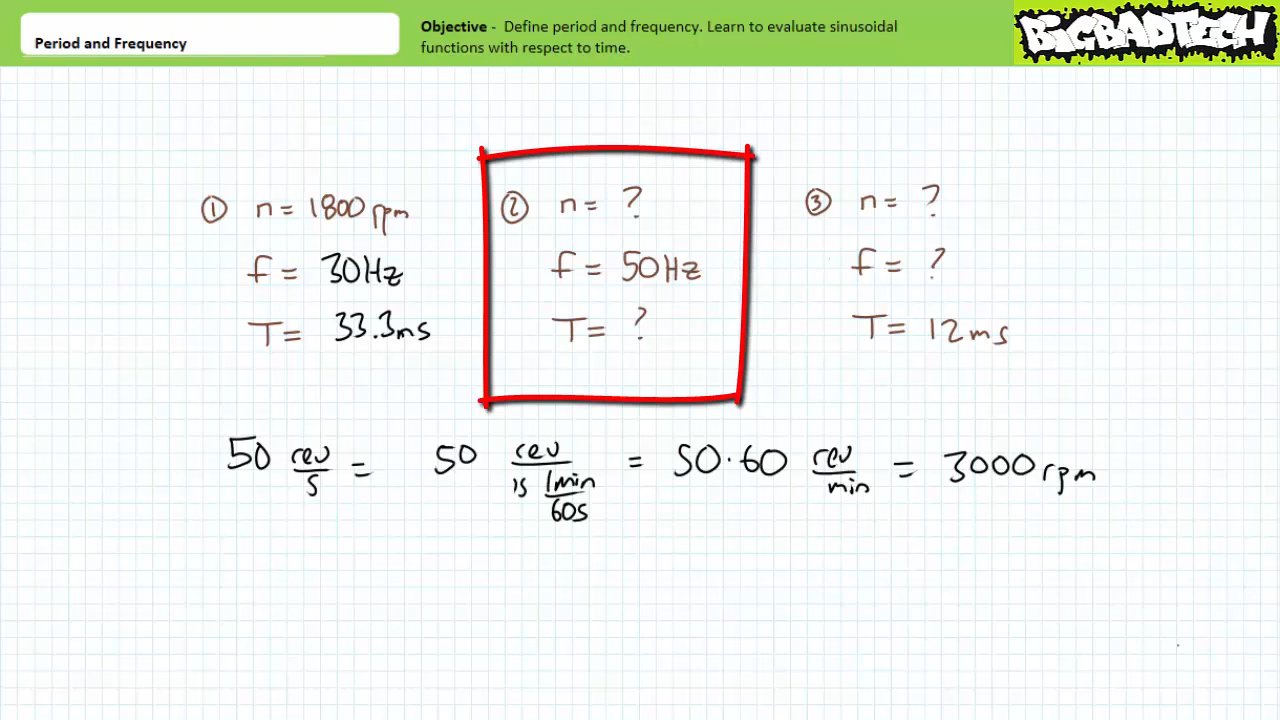 Period and Frequency
Objective - Define period and frequency. Learn to evaluate sinusoidal
functions with respect to time.
BIGBADTECH
① n = 1800 rpm
f = 30Hz
T = 33.3ms
② n = ?
f = 50Hz
T = ?
③ n = ?
f = ?
T = 12ms
50 rev/s = 50 rev/(1s 1min/60s) = 50·60 rev/min = 3000 rpm